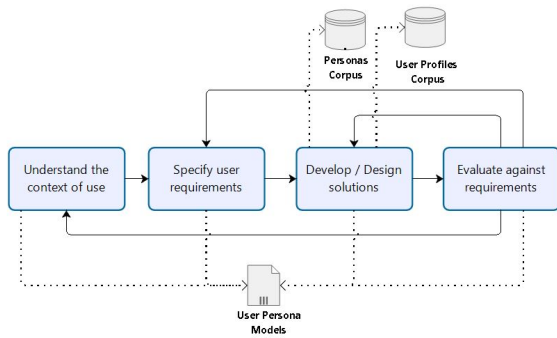 Personas
Corpus
User Profiles
Corpus
Understand the
context of use
Specify user
requirements
Develop / Design
solutions
Evaluate against
requirements
User Persona
Models